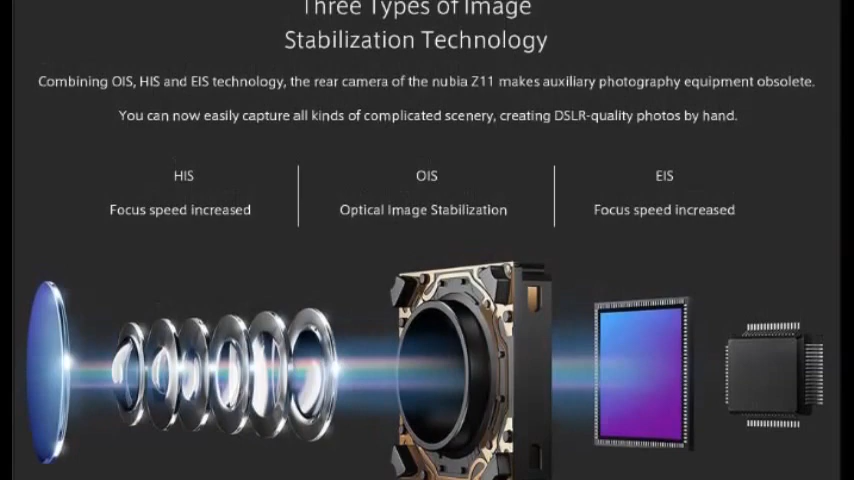 Three Types of Image
Stabilization Technology
Combining OIS, HIS and EIS technology, the rear camera of the nubia Z11 makes auxiliary photography equipment obsolete.
You can now easily capture all kinds of complicated scenery, creating DSLR-quality photos by hand.
HIS
OIS
EIS
Focus speed increased
Optical Image Stabilization
Focus speed increased